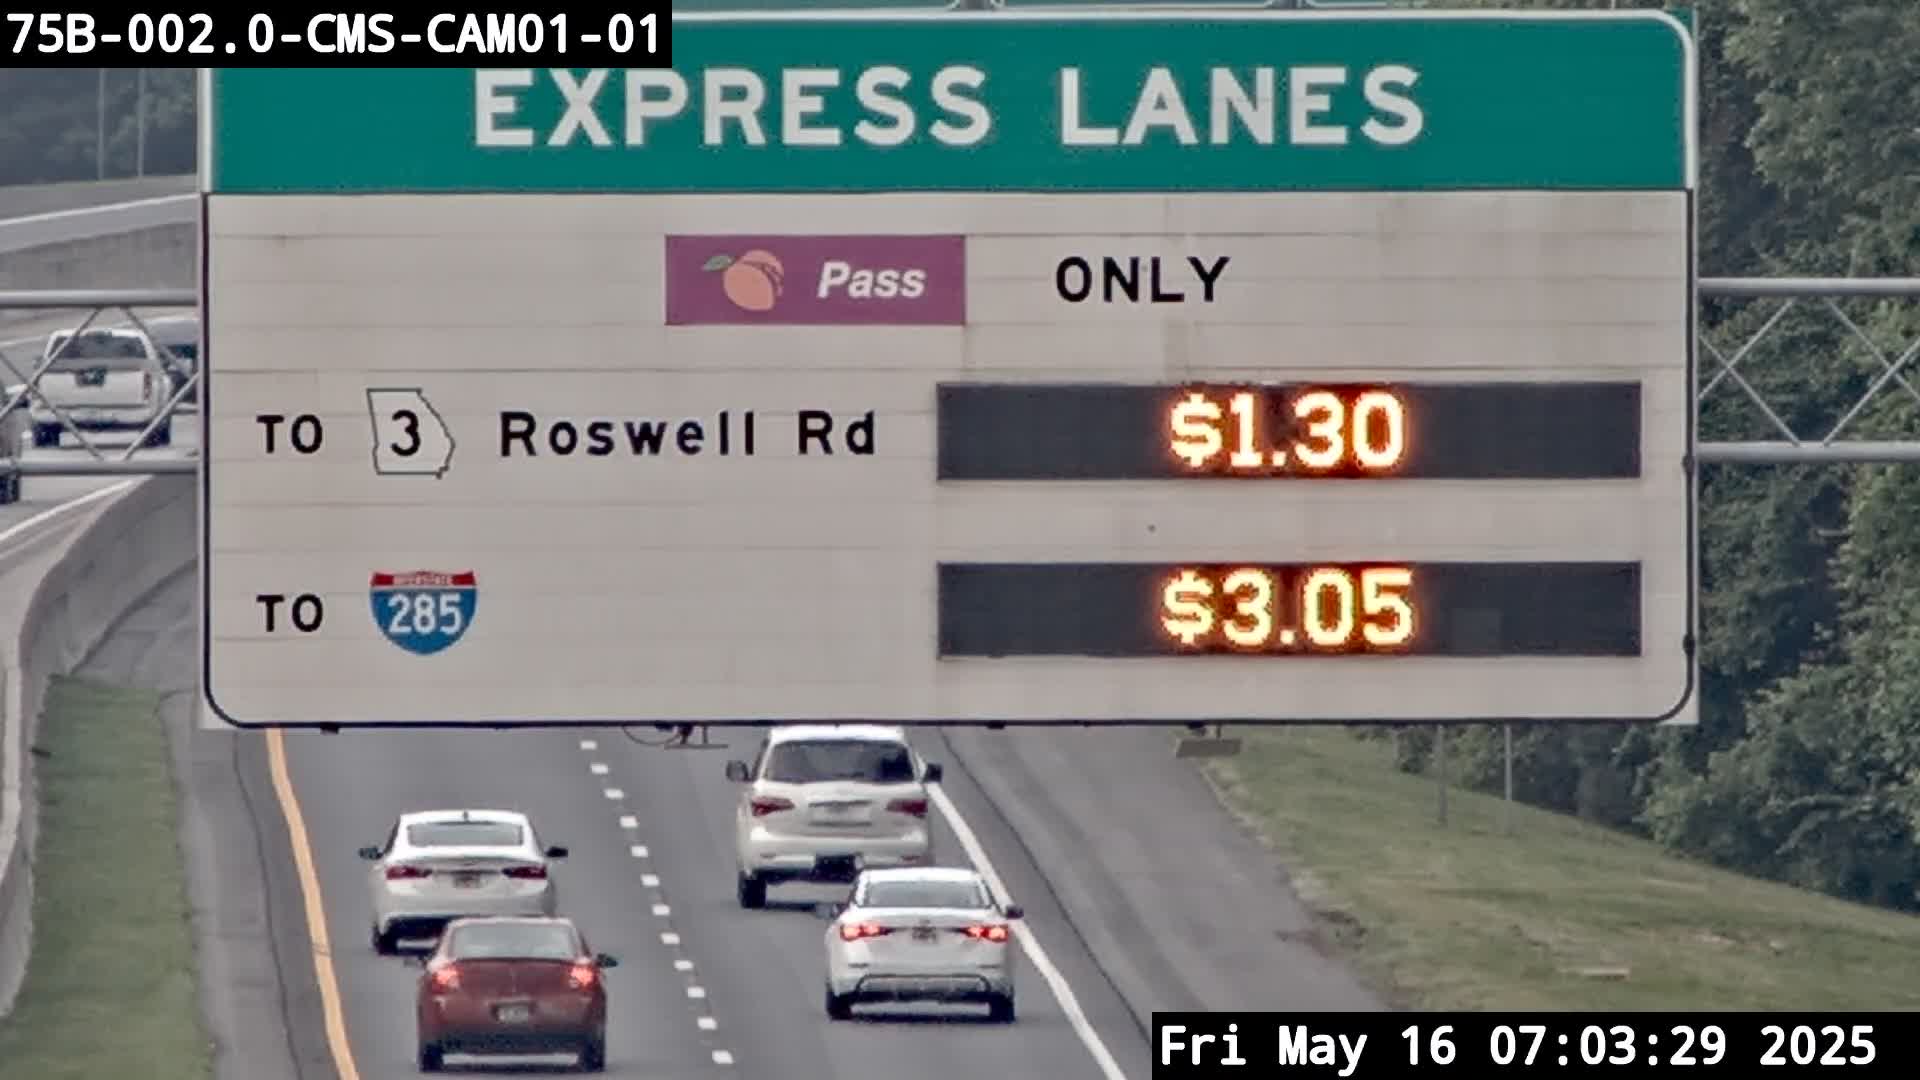 75B-002.0-CMS-CAM01-01
EXPRESS LANES
Pass ONLY
TO 3 Roswell Rd $1.30
INTERSTATE
TO 285 $3.05
Fri May 16 07:03:29 2025